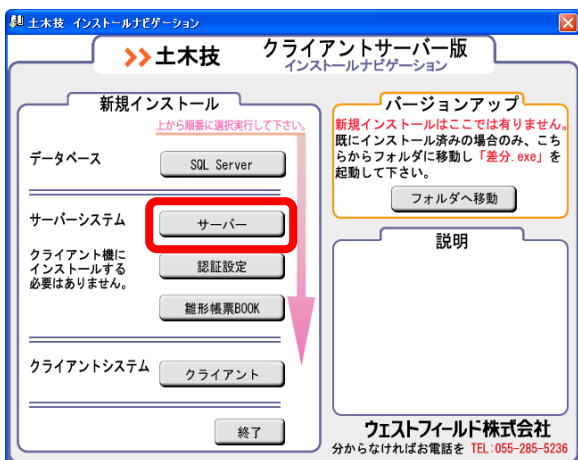 土木技 インストールナビゲーション
>>土木技 クライアントサーバー版
インストールナビゲーション
新規インストール
上から順番に選択実行して下さい。
データベース
SQL Server
サーバーシステム
サーバー
クライアント機に
インストールする
必要はありません。
認証設定
雛形帳票BOOK
クライアントシステム
クライアント
終了
バージョンアップ
新規インストールはここでは有りません。
既にインストール済みの場合のみ、こち
らからフォルダに移動し「差分.exe」を
起動して下さい。
フォルダへ移動
説明
ウェストフィールド株式会社
分からなければお電話を TEL:055-285-5236